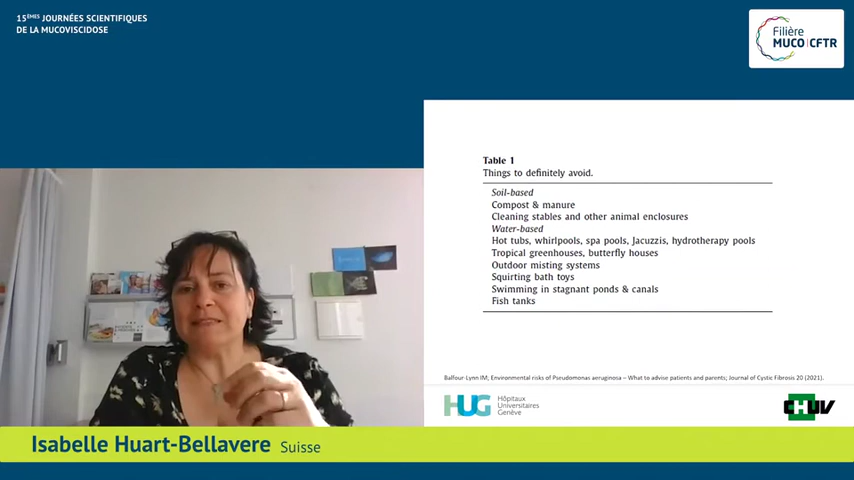 15ÈMES JOURNÉES SCIENTIFIQUES
DE LA MUCOVISCIDOSE
Filière
MUCO|CFTR
Table 1
Things to definitely avoid.
Soil-based
Compost & manure
Cleaning stables and other animal enclosures
Water-based
Hot tubs, whirlpools, spa pools, Jacuzzis, hydrotherapy pools
Tropical greenhouses, butterfly houses
Outdoor misting systems
Squirting bath toys
Swimming in stagnant ponds & canals
Fish tanks
Balfour-Lynn IM; Environmental risks of Pseudomonas aeruginosa – What to advise patients and parents; Journal of Cystic Fibrosis 20 (2021).
HUG
Hôpitaux
Universitaires
Genève
CHUV
Isabelle Huart-Bellavere Suisse